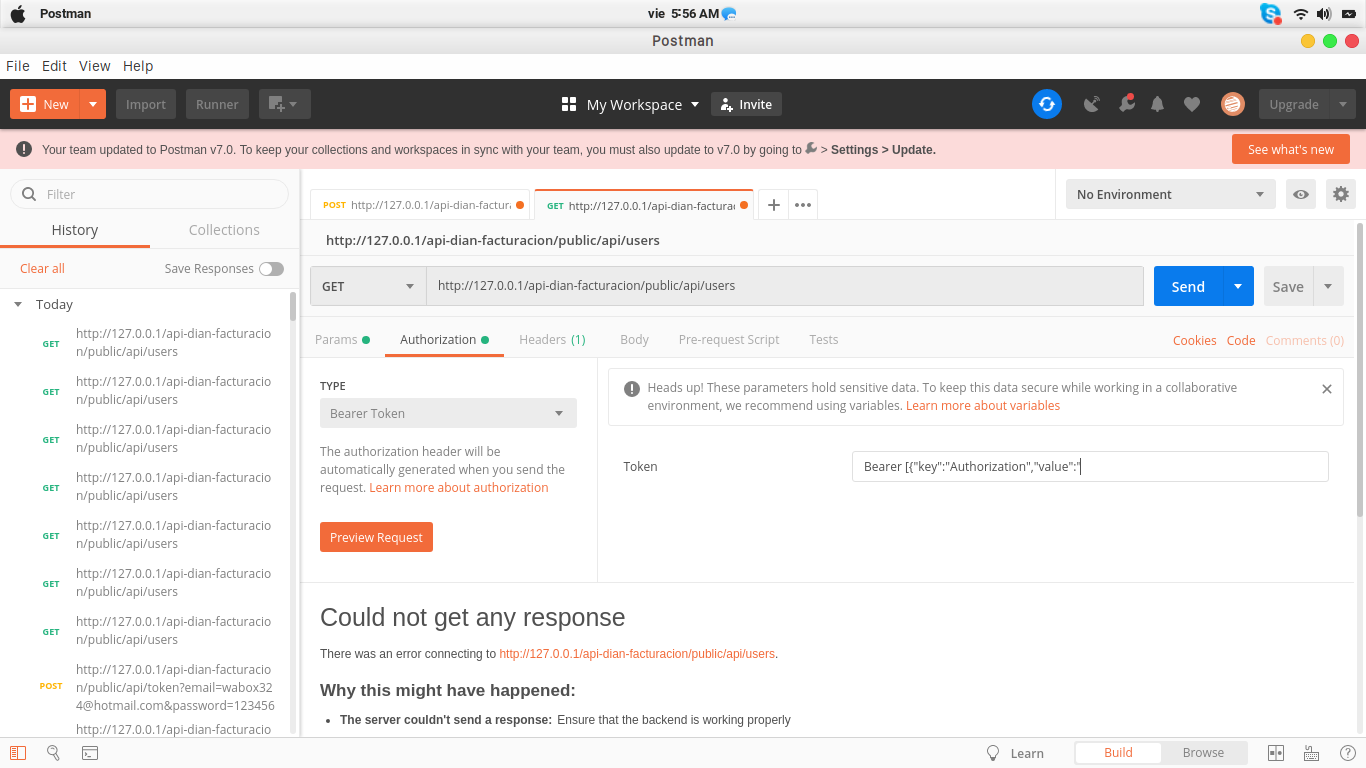 Postman
vie 5:56 AM
Postman
File Edit View Help
New
Import
Runner
My Workspace
Invite
Upgrade
Your team updated to Postman v7.0. To keep your collections and workspaces in sync with your team, you must also update to v7.0 by going to > Settings > Update.
See what's new
Filter
History
Collections
Clear all
Save Responses
Today
GET http://127.0.0.1/api-dian-facturacio
n/public/api/users
GET http://127.0.0.1/api-dian-facturacio
n/public/api/users
GET http://127.0.0.1/api-dian-facturacio
n/public/api/users
GET http://127.0.0.1/api-dian-facturacio
n/public/api/users
GET http://127.0.0.1/api-dian-facturacio
n/public/api/users
GET http://127.0.0.1/api-dian-facturacio
n/public/api/users
GET http://127.0.0.1/api-dian-facturacio
n/public/api/users
POST http://127.0.0.1/api-dian-facturacio
n/public/api/token?email=wabox32
4@hotmail.com&password=123456
http://127.0.0.1/api-dian-facturacio
POST http://127.0.0.1/api-dian-factura
GET http://127.0.0.1/api-dian-facturac
No Environment
http://127.0.0.1/api-dian-facturacion/public/api/users
GET
http://127.0.0.1/api-dian-facturacion/public/api/users
Send
Save
Params
Authorization
Headers (1)
Body
Pre-request Script
Tests
Cookies
Code
Comments (0)
TYPE
Bearer Token
The authorization header will be
automatically generated when you send the
request. Learn more about authorization
Preview Request
Heads up! These parameters hold sensitive data. To keep this data secure while working in a collaborative
environment, we recommend using variables. Learn more about variables
Token
Bearer [{"key":"Authorization","value":"
Could not get any response
There was an error connecting to http://127.0.0.1/api-dian-facturacion/public/api/users.
Why this might have happened:
• The server couldn't send a response: Ensure that the backend is working properly
Learn
Build
Browse